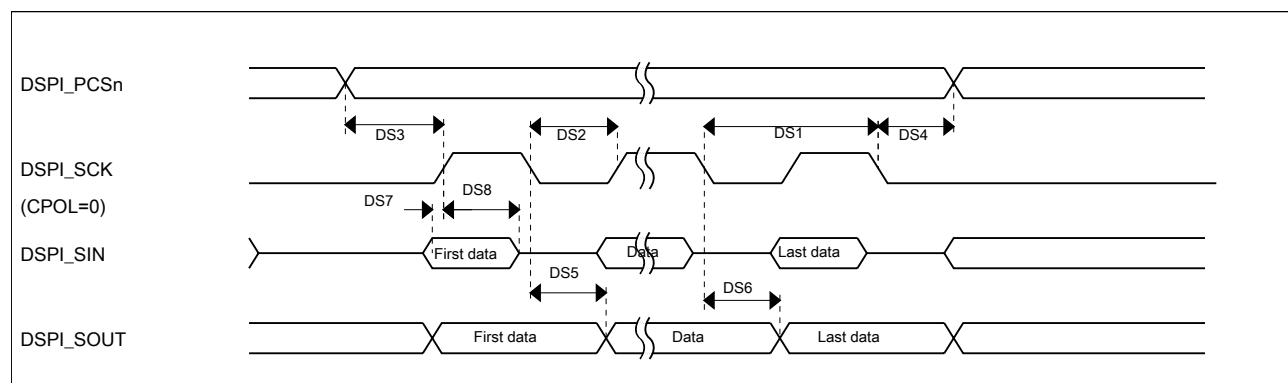 DSPI_PCSn
DS3
DS2
DS1
DS4
DSPI_SCK
(CPOL=0)
DS7
DS8
DSPI_SIN
First data
Data
Last data
DS5
DS6
DSPI_SOUT
First data
Data
Last data